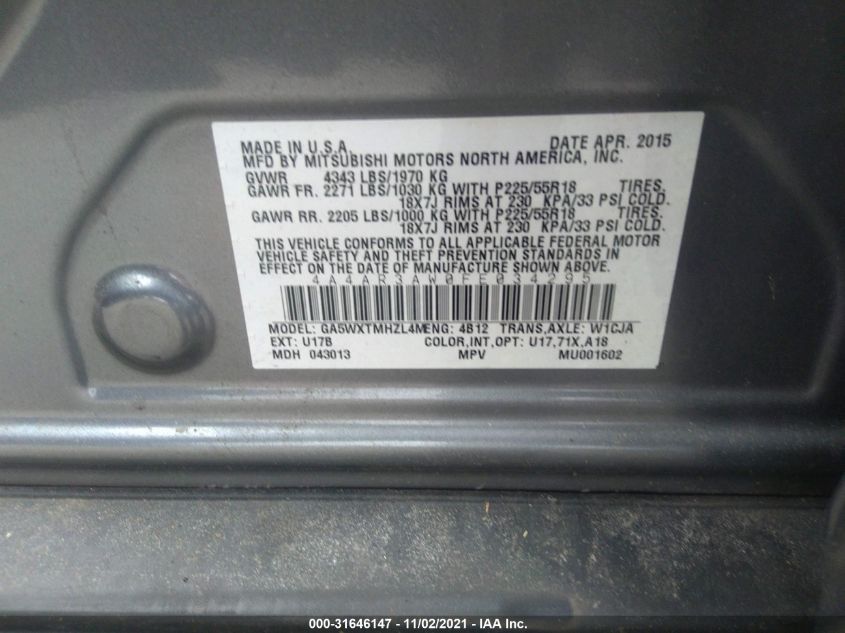 MADE IN U.S.A. DATE APR. 2015
MFD BY MITSUBISHI MOTORS NORTH AMERICA, INC.
GVWR 4343 LBS/1970 KG
GAWR FR. 2271 LBS/1030 KG WITH P225/55R18 TIRES,
18X7J RIMS AT 230 KPA/33 PSI COLD.
GAWR RR. 2205 LBS/1000 KG WITH P225/55R18 TIRES,
18X7J RIMS AT 230 KPA/33 PSI COLD.
THIS VEHICLE CONFORMS TO ALL APPLICABLE FEDERAL MOTOR
VEHICLE SAFETY AND THEFT PREVENTION STANDARDS IN
EFFECT ON THE DATE OF MANUFACTURE SHOWN ABOVE.
4A4AR3AW0FE034295
MODEL: GA5WXTMHZL4M ENG: 4B12 TRANS,AXLE: W1CJA
EXT: U17B COLOR,INT,OPT: U17,71X,A18
MDH 043013 MPV MU001602
000-31646147 - 11/02/2021 - IAA Inc.